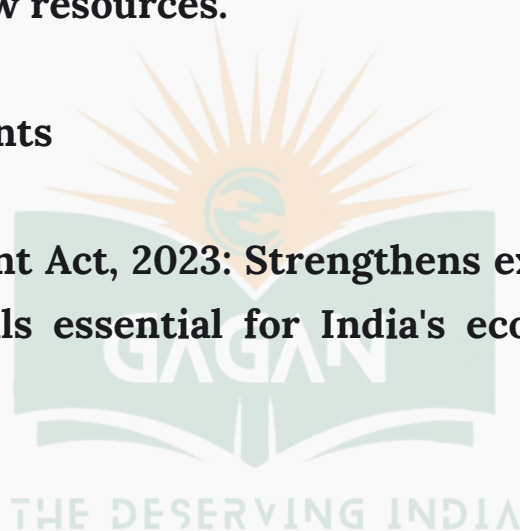 w resources.
nts
nt Act, 2023: Strengthens ex
ls essential for India's eco
GAGAN
THE DESERVING INDIA